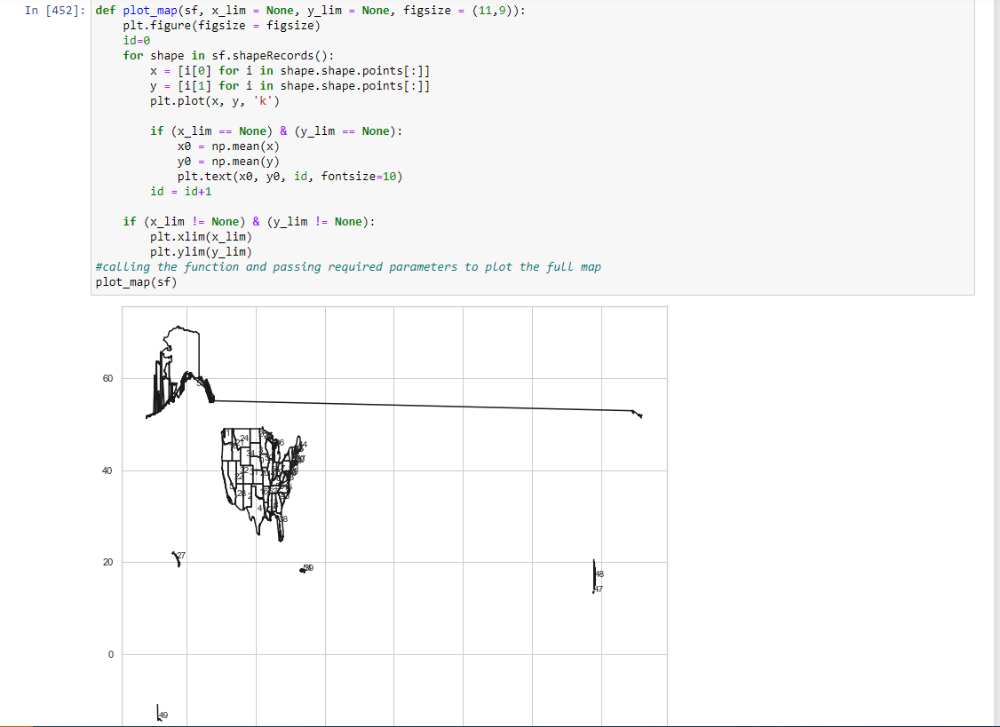 In [452]: def plot_map(sf, x_lim = None, y_lim = None, figsize = (11,9)):
    plt.figure(figsize = figsize)
    id=0
    for shape in sf.shapeRecords():
        x = [i[0] for i in shape.shape.points[:]]
        y = [i[1] for i in shape.shape.points[:]]
        plt.plot(x, y, 'k')
        if (x_lim == None) & (y_lim == None):
            x0 = np.mean(x)
            y0 = np.mean(y)
            plt.text(x0, y0, id, fontsize=10)
        id = id+1
    if (x_lim != None) & (y_lim != None):
        plt.xlim(x_lim)
        plt.ylim(y_lim)
#calling the function and passing required parameters to plot the full map
plot_map(sf)
60
24
34
40
4
27
20
48
47
0
49